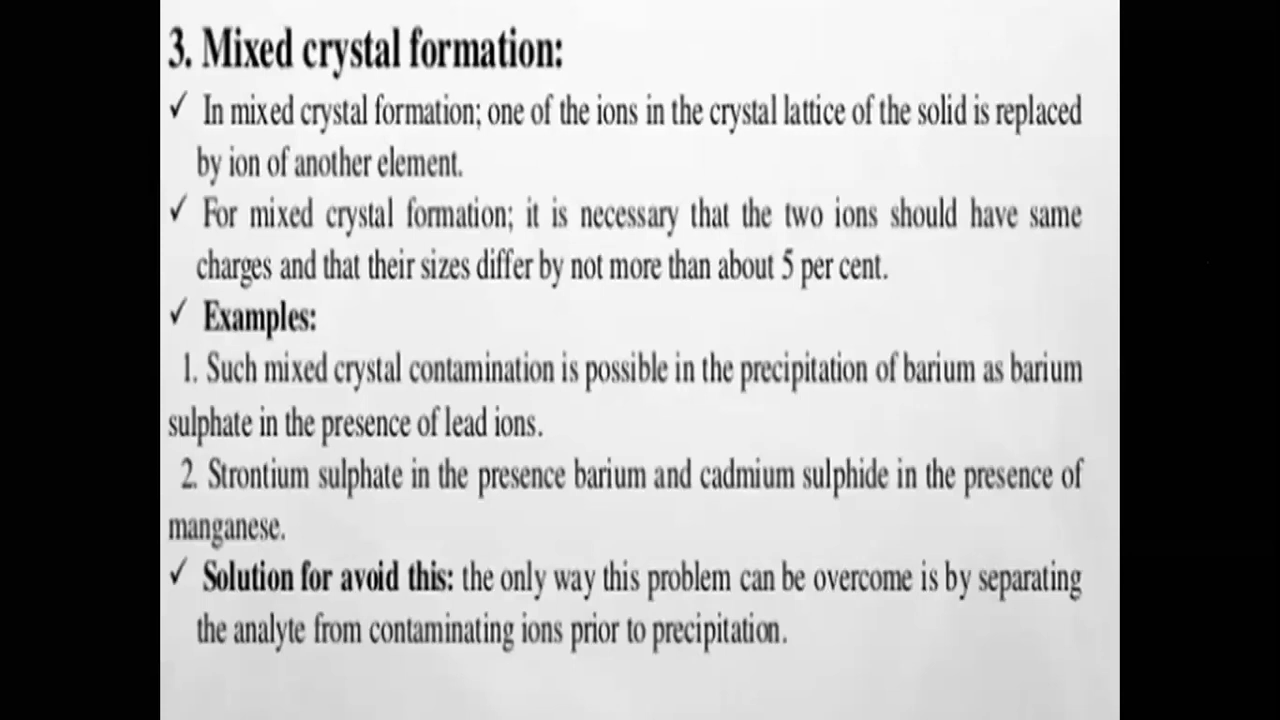 3. Mixed crystal formation:
✓ In mixed crystal formation; one of the ions in the crystal lattice of the solid is replaced
by ion of another element.
✓ For mixed crystal formation; it is necessary that the two ions should have same
charges and that their sizes differ by not more than about 5 per cent.
✓ Examples:
1. Such mixed crystal contamination is possible in the precipitation of barium as barium
sulphate in the presence of lead ions.
2. Strontium sulphate in the presence barium and cadmium sulphide in the presence of
manganese.
✓ Solution for avoid this: the only way this problem can be overcome is by separating
the analyte from contaminating ions prior to precipitation.